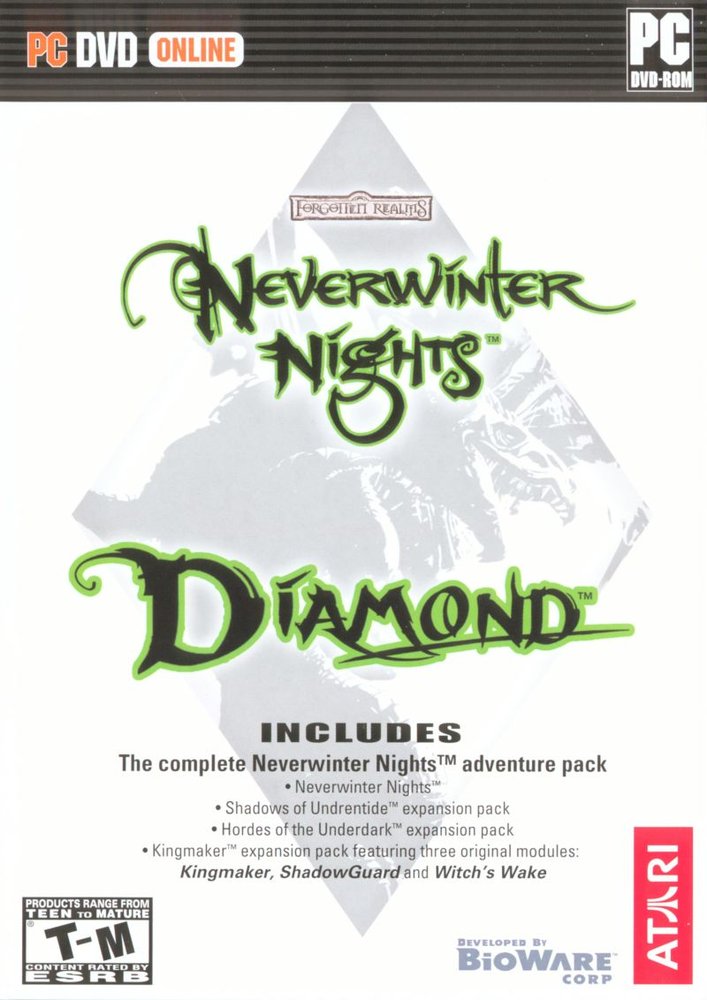 PC DVD ONLINE
PC
DVD-ROM
FORGOTTEN REALMS
NEVERWINTER
NIGHTS™
DIAMOND™
INCLUDES
The complete Neverwinter Nights™ adventure pack
• Neverwinter Nights™
• Shadows of Undrentide™ expansion pack
• Hordes of the Underdark™ expansion pack
• Kingmaker™ expansion pack featuring three original modules:
Kingmaker, ShadowGuard and Witch's Wake
PRODUCTS RANGE FROM
TEEN TO MATURE
T-M
®
CONTENT RATED BY
ESRB
DEVELOPED BY
BIOWARE™
CORP
ATARI